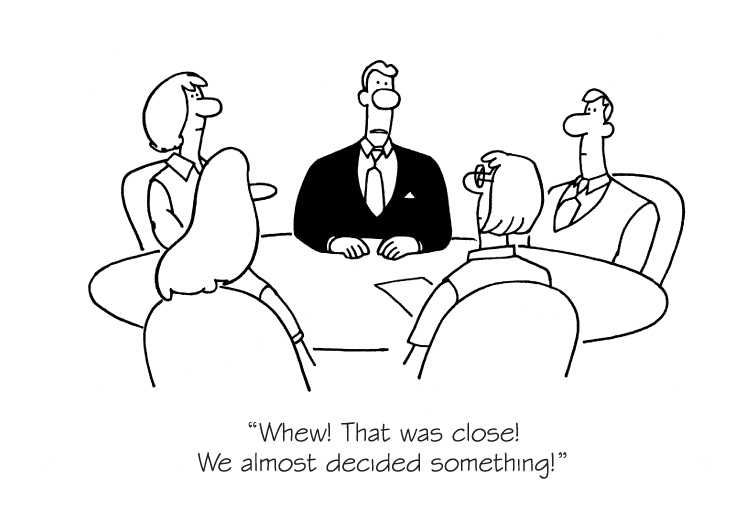 “Whew! That was close!
We almost decided something!”